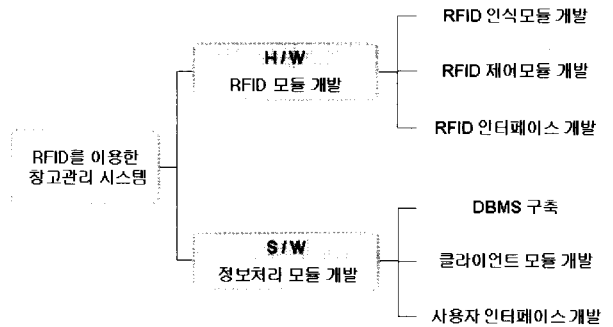 RFID를 이용한
창고관리 시스템
H/W
RFID 모듈 개발
RFID 인식모듈 개발
RFID 제어모듈 개발
RFID 인터페이스 개발
S/W
정보처리 모듈 개발
DBMS 구축
클라이언트 모듈 개발
사용자 인터페이스 개발